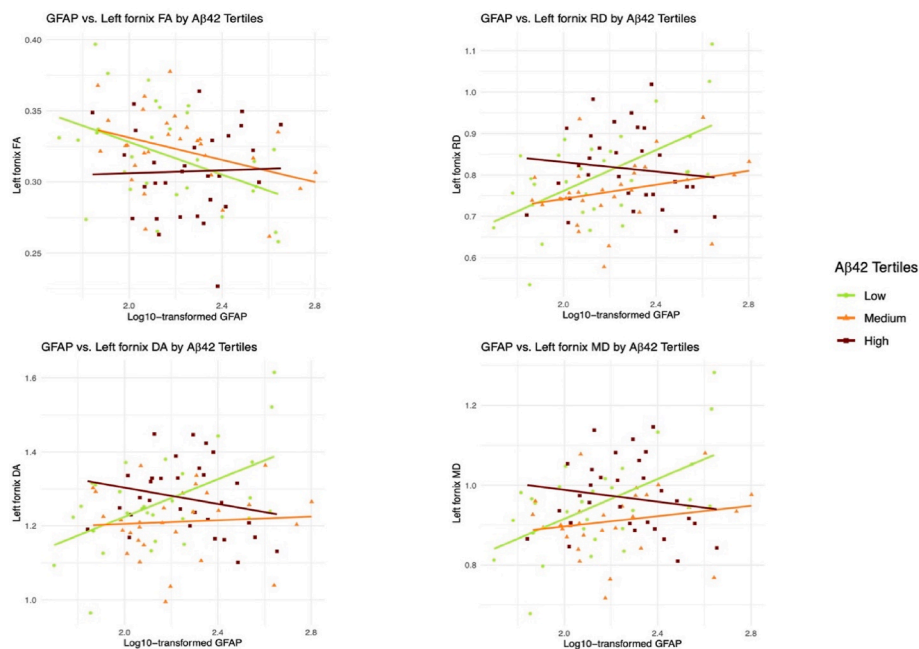 GFAP vs. Left fornix FA by Aβ42 Tertiles
0.40
0.35
0.30
0.25
Left fornix FA
2.0
2.4
2.8
Log10−transformed GFAP
GFAP vs. Left fornix RD by Aβ42 Tertiles
1.1
1.0
0.9
0.8
0.7
0.6
Left fornix RD
2.0
2.4
2.8
Log10−transformed GFAP
Aβ42 Tertiles
Low
Medium
High
GFAP vs. Left fornix DA by Aβ42 Tertiles
1.6
1.4
1.2
1.0
Left fornix DA
2.0
2.4
2.8
Log10−transformed GFAP
GFAP vs. Left fornix MD by Aβ42 Tertiles
1.2
1.0
0.8
Left fornix MD
2.0
2.4
2.8
Log10−transformed GFAP